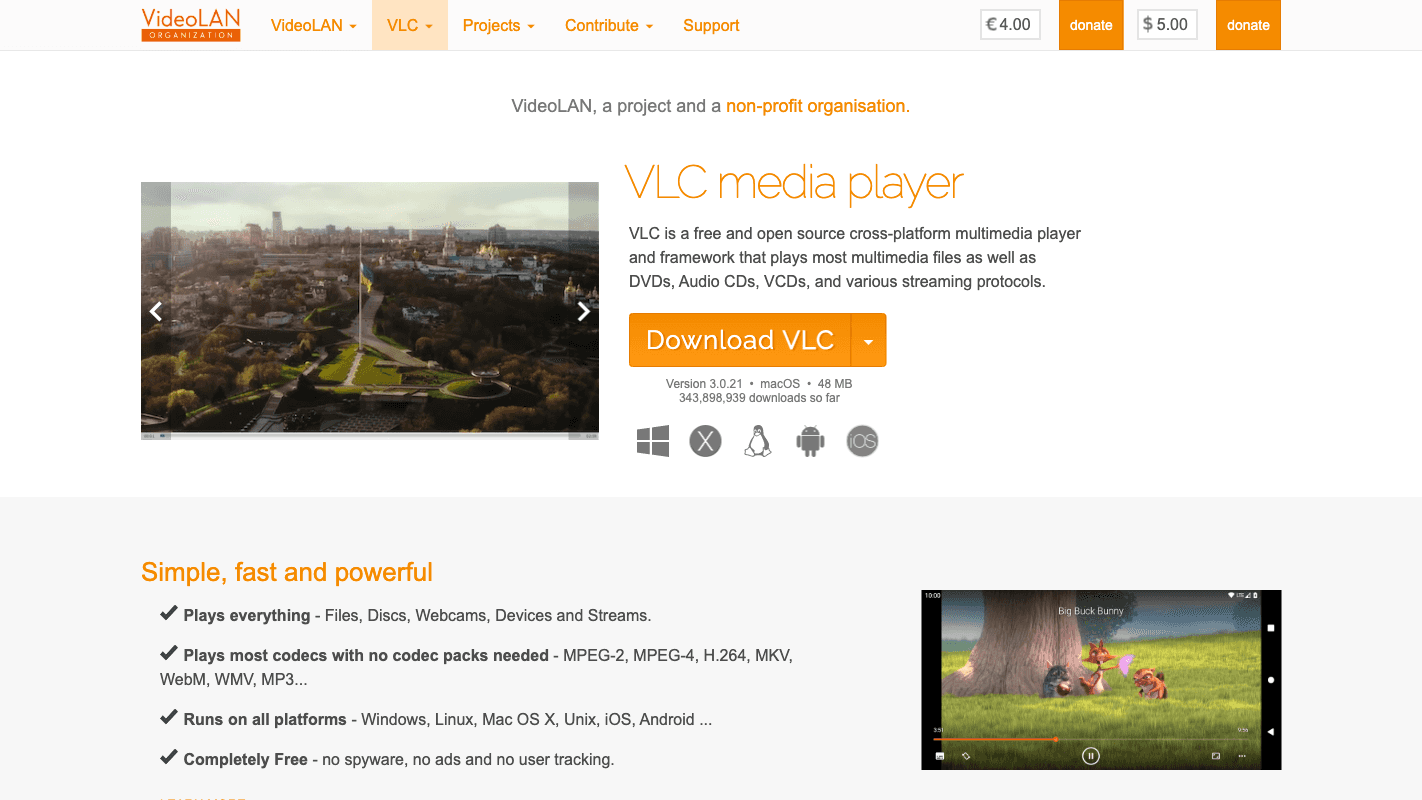 VideoLAN
ORGANIZATION
VideoLAN
VLC
Projects
Contribute
Support
€ 4.00
donate
$ 5.00
donate
VideoLAN, a project and a non-profit organisation.
VLC media player
VLC is a free and open source cross-platform multimedia player
and framework that plays most multimedia files as well as
DVDs, Audio CDs, VCDs, and various streaming protocols.
Download VLC
Version 3.0.21 • macOS • 48 MB
343,898,939 downloads so far
X
iOS
Simple, fast and powerful
Plays everything - Files, Discs, Webcams, Devices and Streams.
Plays most codecs with no codec packs needed - MPEG-2, MPEG-4, H.264, MKV,
WebM, WMV, MP3...
Runs on all platforms - Windows, Linux, Mac OS X, Unix, iOS, Android ...
Completely Free - no spyware, no ads and no user tracking.
10:00
Big Buck Bunny
3:51
9:56